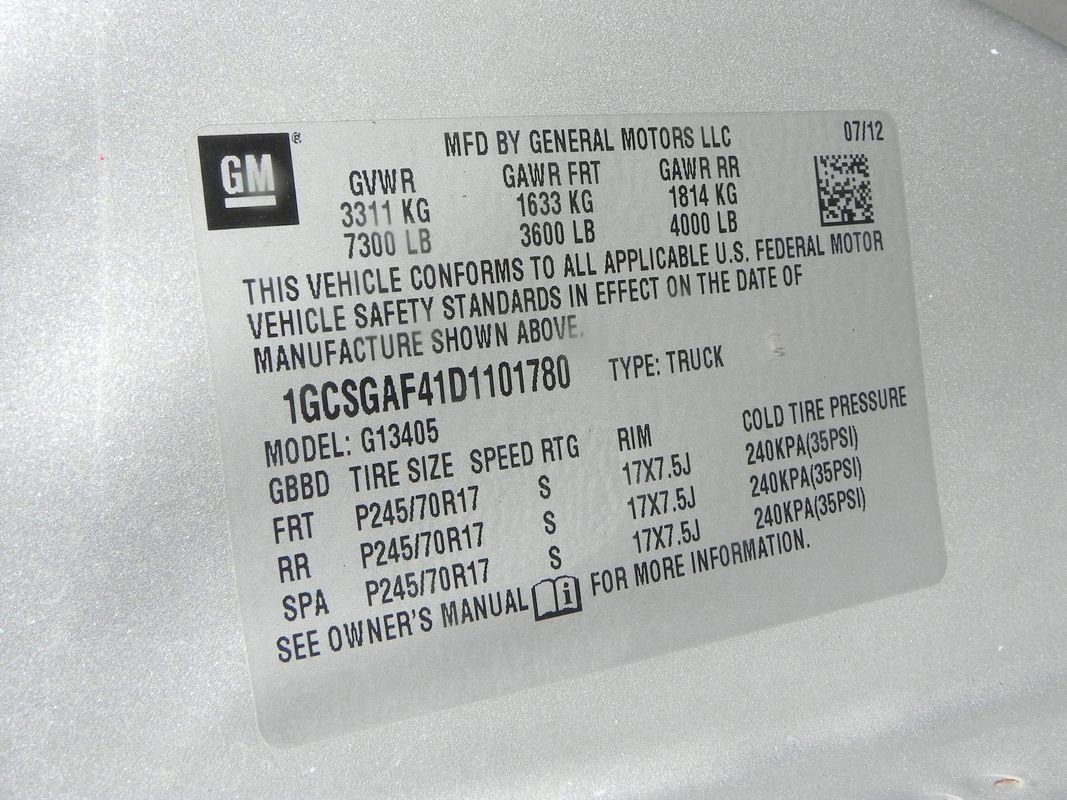 GM®
MFD BY GENERAL MOTORS LLC 07/12
GVWR GAWR FRT GAWR RR
3311 KG 1633 KG 1814 KG
7300 LB 3600 LB 4000 LB
THIS VEHICLE CONFORMS TO ALL APPLICABLE U.S. FEDERAL MOTOR
VEHICLE SAFETY STANDARDS IN EFFECT ON THE DATE OF
MANUFACTURE SHOWN ABOVE.
1GCSGAF41D1101780 TYPE: TRUCK
MODEL: G13405
GBBD TIRE SIZE SPEED RTG RIM COLD TIRE PRESSURE
FRT P245/70R17 S 17X7.5J 240KPA(35PSI)
RR P245/70R17 S 17X7.5J 240KPA(35PSI)
SPA P245/70R17 S 17X7.5J 240KPA(35PSI)
SEE OWNER'S MANUAL i FOR MORE INFORMATION.